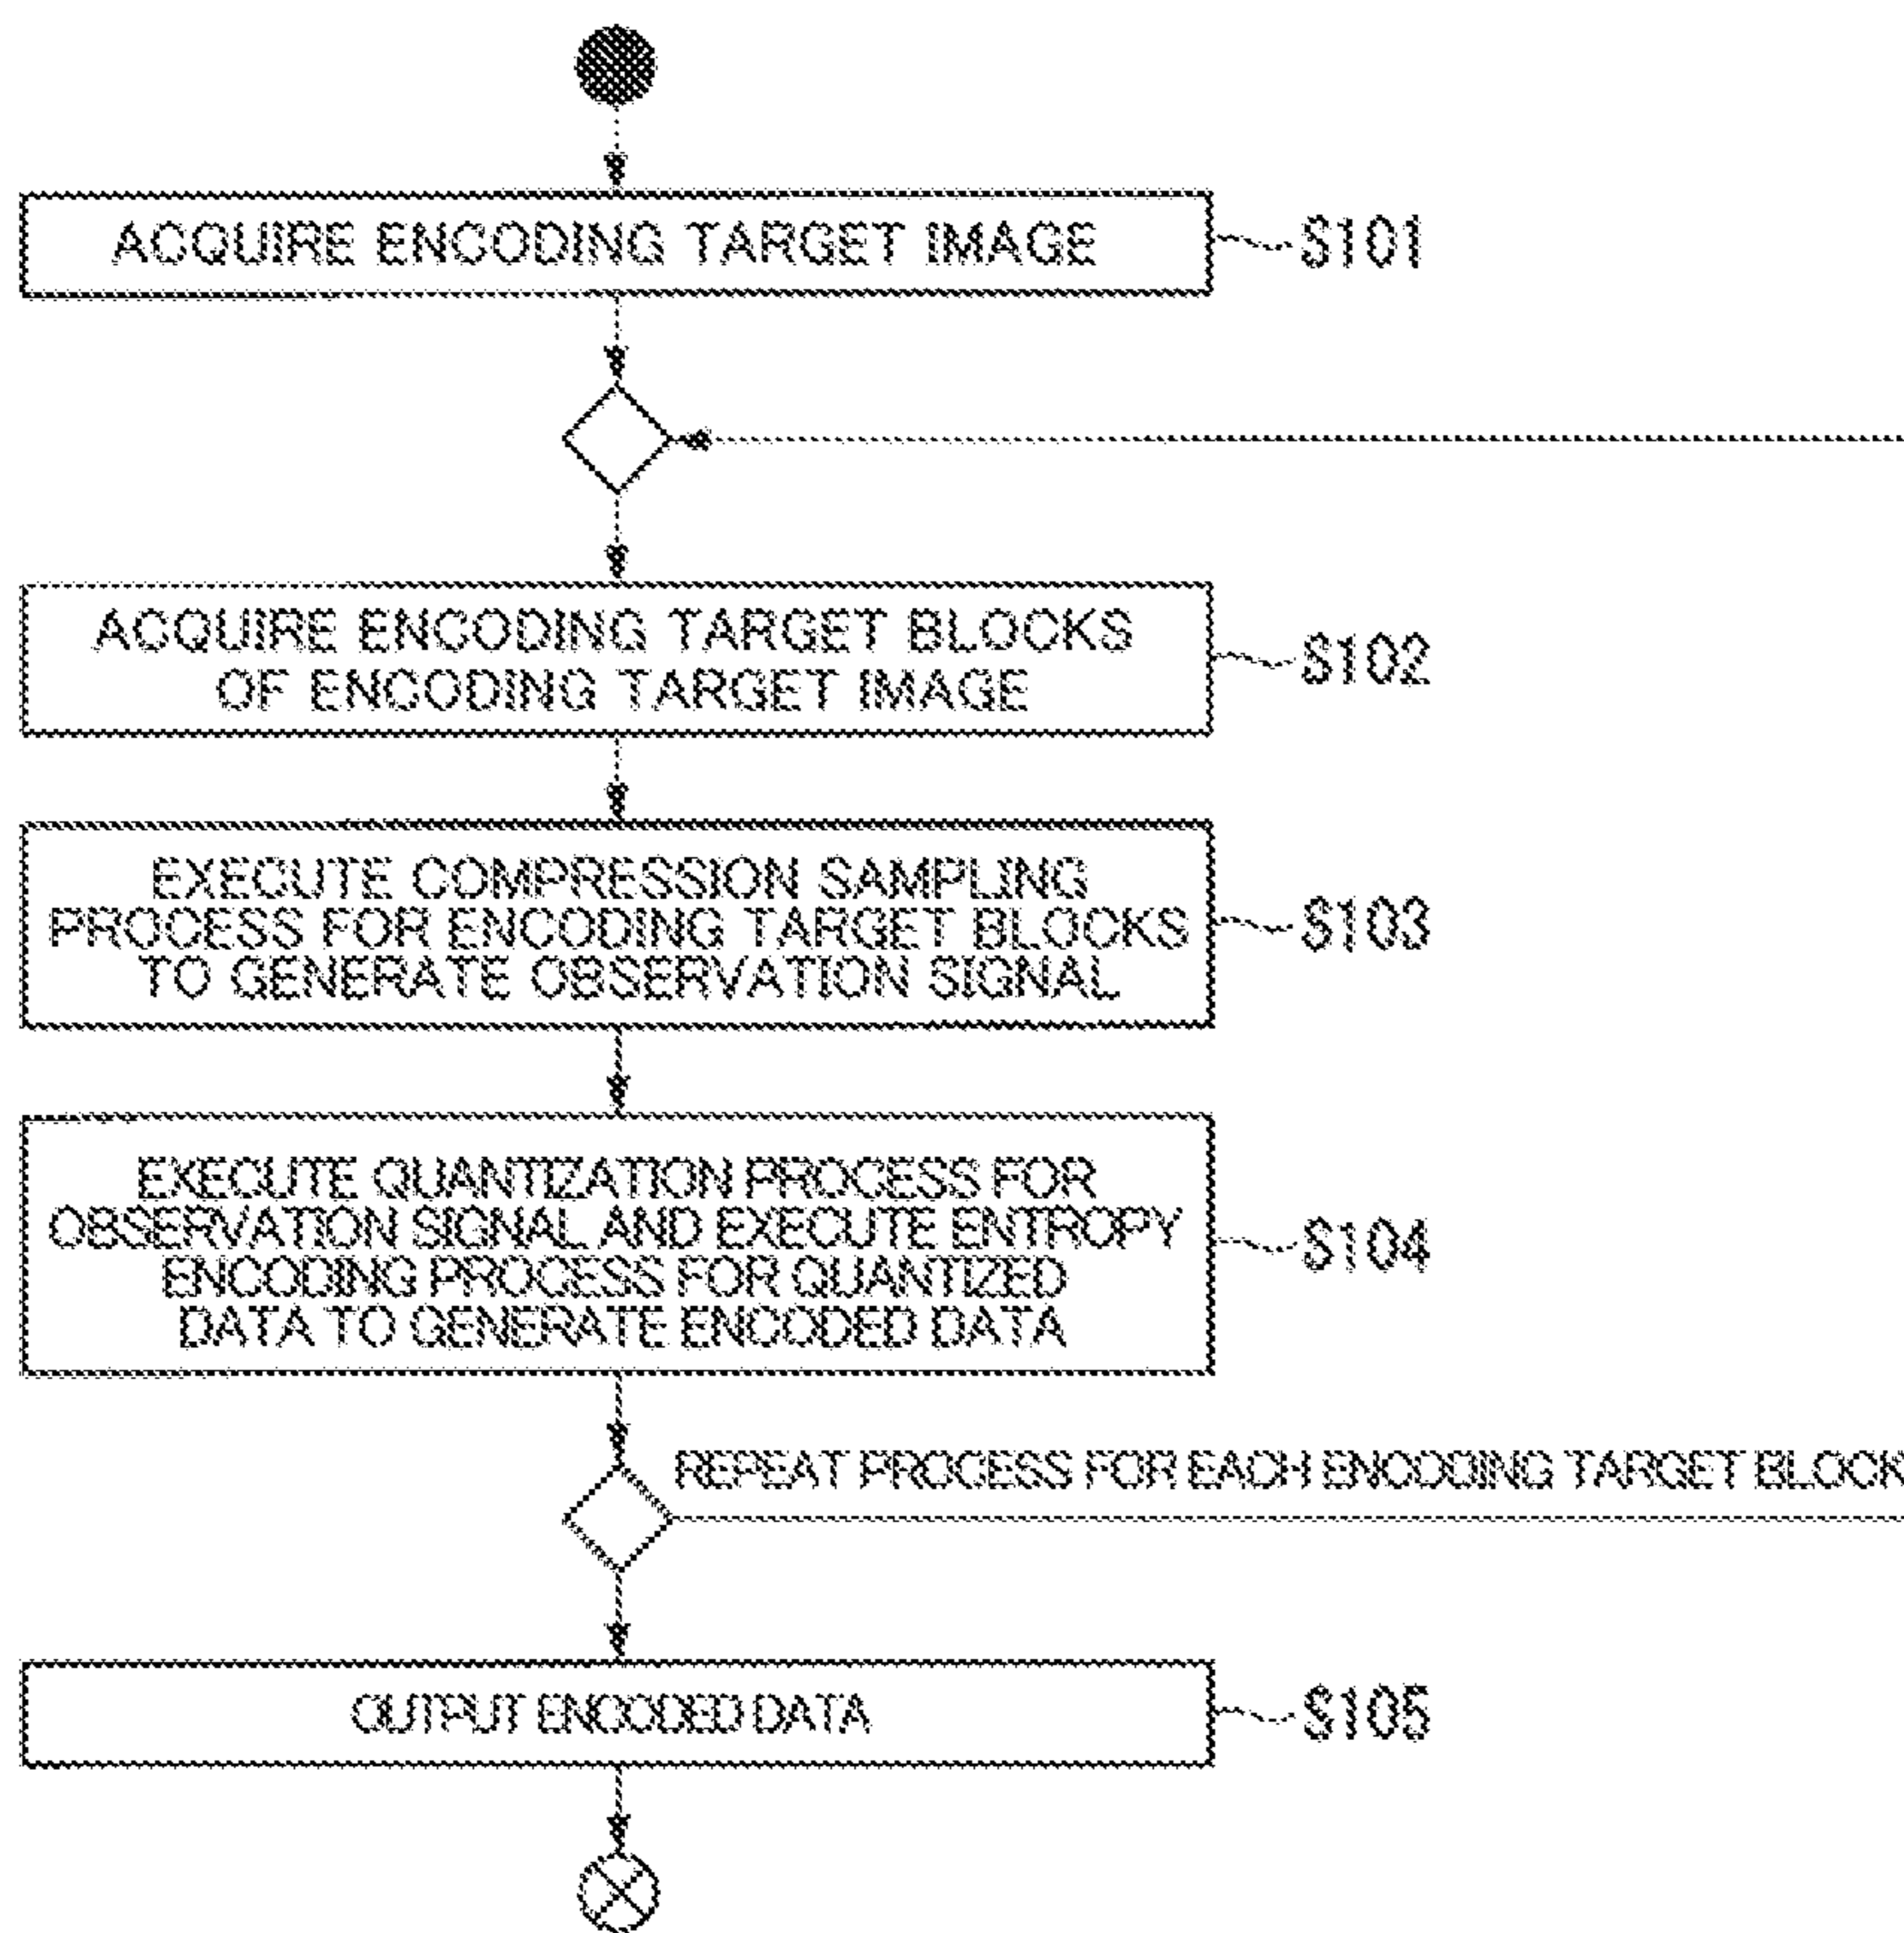 ACQUIRE ENCODING TARGET IMAGE
S101
ACQUIRE ENCODING TARGET BLOCKS
OF ENCODING TARGET IMAGE
S102
EXECUTE COMPRESSION SAMPLING
PROCESS FOR ENCODING TARGET BLOCKS
TO GENERATE OBSERVATION SIGNAL
S103
EXECUTE QUANTIZATION PROCESS FOR
OBSERVATION SIGNAL AND EXECUTE ENTROPY
ENCODING PROCESS FOR QUANTIZED
DATA TO GENERATE ENCODED DATA
S104
REPEAT PROCESS FOR EACH ENCODOING TARGET BLOCK
OUTPUT ENCODED DATA
S105